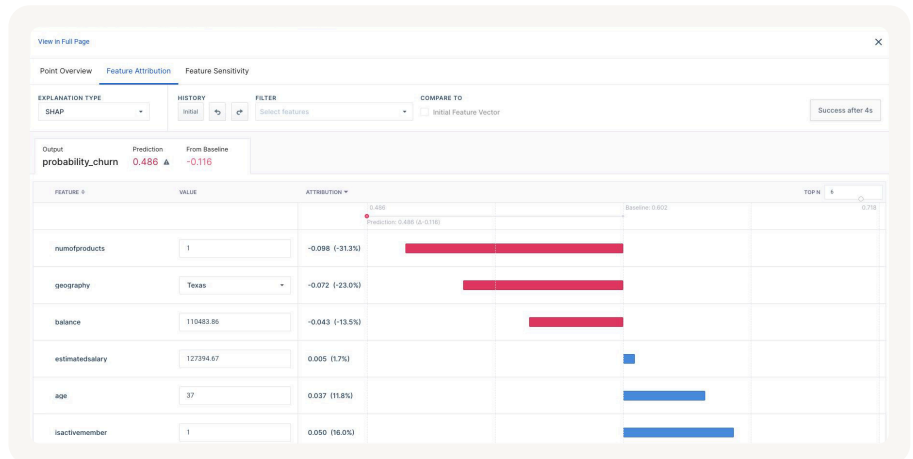 View in Full Page
Point Overview Feature Attribution Feature Sensitivity
EXPLANATION TYPE HISTORY FILTER COMPARE TO
SHAP Initial Select features Initial Feature Vector Success after 4s
Output Prediction From Baseline
probability_churn 0.486 -0.116
FEATURE VALUE ATTRIBUTION TOP N 6
0.486 Baseline: 0.602 0.718
Prediction: 0.486 (Δ-0.116)
numofproducts 1 -0.098 (-31.3%)
geography Texas -0.072 (-23.0%)
balance 110483.86 -0.043 (-13.5%)
estimatedsalary 127394.67 0.005 (1.7%)
age 37 0.037 (11.8%)
isactivemember 1 0.050 (16.0%)